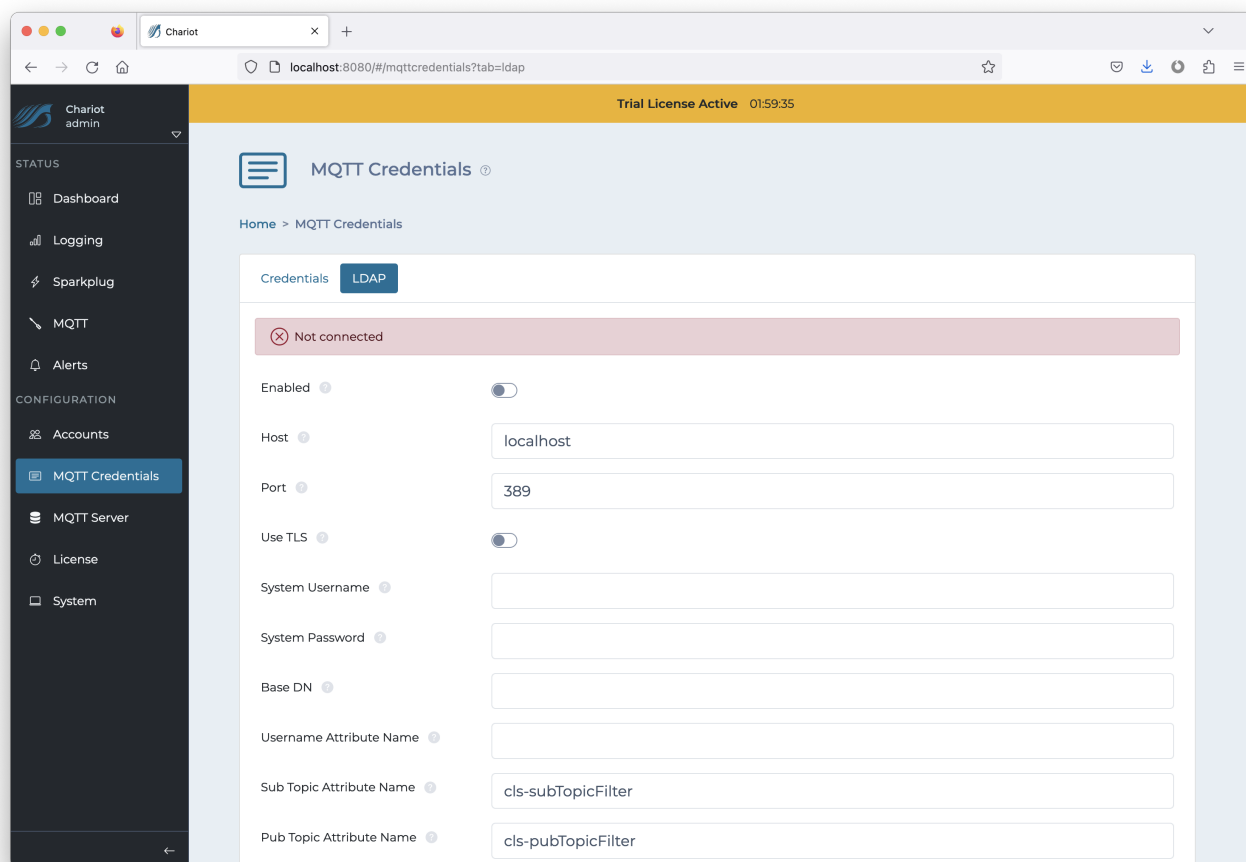 Chariot
localhost:8080/#/mqttcredentials?tab=ldap
Chariot
admin
Trial License Active 01:59:35
STATUS
Dashboard
Logging
Sparkplug
MQTT
Alerts
CONFIGURATION
Accounts
MQTT Credentials
MQTT Server
License
System
MQTT Credentials
Home > MQTT Credentials
Credentials LDAP
Not connected
Enabled
Host localhost
Port 389
Use TLS
System Username
System Password
Base DN
Username Attribute Name
Sub Topic Attribute Name cls-subTopicFilter
Pub Topic Attribute Name cls-pubTopicFilter